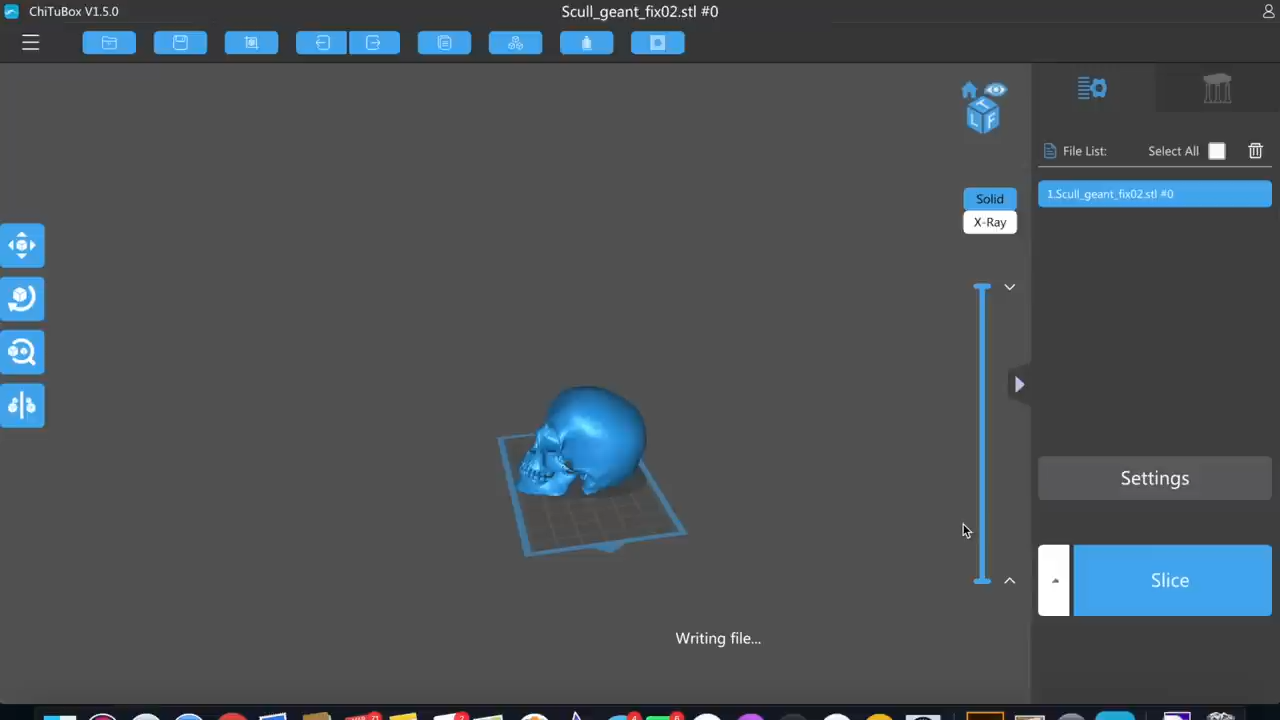 ChiTuBox V1.5.0
Scull_geant_fix02.stl #0
T
L F
File List:
Select All
1.Scull_geant_fix02.stl #0
Solid
X-Ray
Settings
Slice
Writing file...